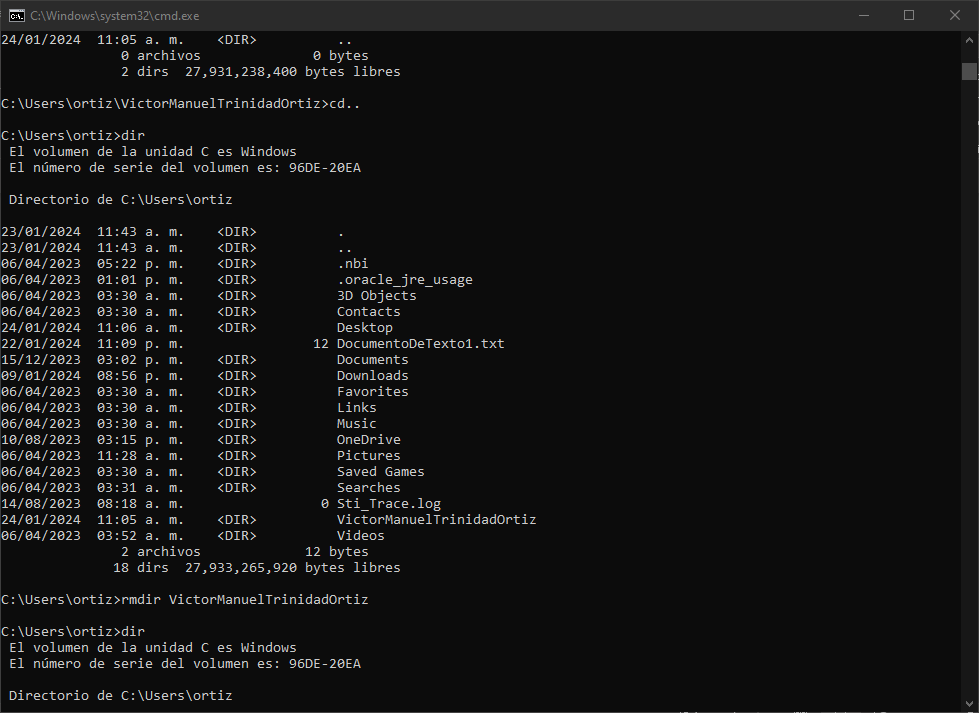 C:\Windows\system32\cmd.exe
24/01/2024  11:05 a. m.    <DIR>          ..
               0 archivos              0 bytes
               2 dirs  27,931,238,400 bytes libres
C:\Users\ortiz\VictorManuelTrinidadOrtiz>cd..
C:\Users\ortiz>dir
 El volumen de la unidad C es Windows
 El número de serie del volumen es: 96DE-20EA
 Directorio de C:\Users\ortiz
23/01/2024  11:43 a. m.    <DIR>          .
23/01/2024  11:43 a. m.    <DIR>          ..
06/04/2023  05:22 p. m.    <DIR>          .nbi
06/04/2023  01:01 p. m.    <DIR>          .oracle_jre_usage
06/04/2023  03:30 a. m.    <DIR>          3D Objects
06/04/2023  03:30 a. m.    <DIR>          Contacts
24/01/2024  11:06 a. m.    <DIR>          Desktop
22/01/2024  11:09 p. m.                12 DocumentoDeTexto1.txt
15/12/2023  03:02 p. m.    <DIR>          Documents
09/01/2024  08:56 p. m.    <DIR>          Downloads
06/04/2023  03:30 a. m.    <DIR>          Favorites
06/04/2023  03:30 a. m.    <DIR>          Links
06/04/2023  03:30 a. m.    <DIR>          Music
10/08/2023  03:15 p. m.    <DIR>          OneDrive
06/04/2023  11:28 a. m.    <DIR>          Pictures
06/04/2023  03:30 a. m.    <DIR>          Saved Games
06/04/2023  03:31 a. m.    <DIR>          Searches
14/08/2023  08:18 a. m.                 0 Sti_Trace.log
24/01/2024  11:05 a. m.    <DIR>          VictorManuelTrinidadOrtiz
06/04/2023  03:52 a. m.    <DIR>          Videos
               2 archivos             12 bytes
              18 dirs  27,933,265,920 bytes libres
C:\Users\ortiz>rmdir VictorManuelTrinidadOrtiz
C:\Users\ortiz>dir
 El volumen de la unidad C es Windows
 El número de serie del volumen es: 96DE-20EA
 Directorio de C:\Users\ortiz